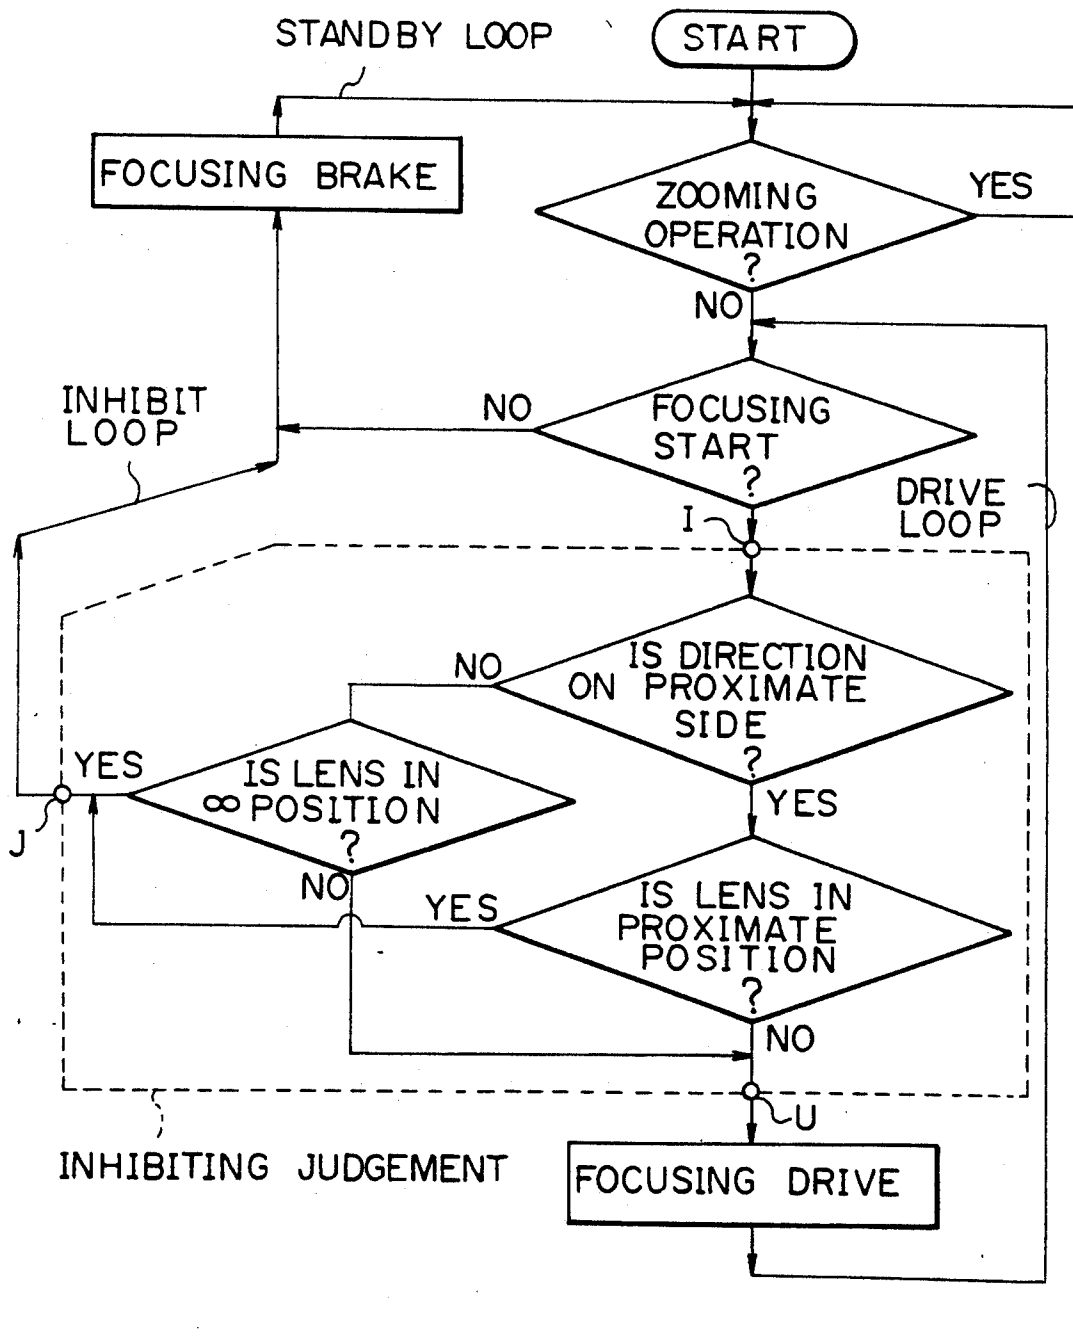 STANDBY LOOP
START
FOCUSING BRAKE
ZOOMING
OPERATION
?
YES
NO
INHIBIT
LOOP
NO
FOCUSING
START
?
DRIVE
LOOP
I
IS DIRECTION
ON PROXIMATE
SIDE
?
NO
YES
YES
IS LENS IN
∞ POSITION
?
NO
J
YES
IS LENS IN
PROXIMATE
POSITION
?
NO
U
INHIBITING JUDGEMENT
FOCUSING DRIVE